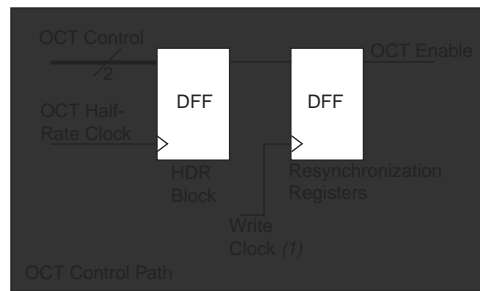 OCT Control
OCT Enable
2
DFF
DFF
OCT Half-
Rate Clock
HDR
Block
Resynchronization
Registers
Write
Clock (1)
OCT Control Path